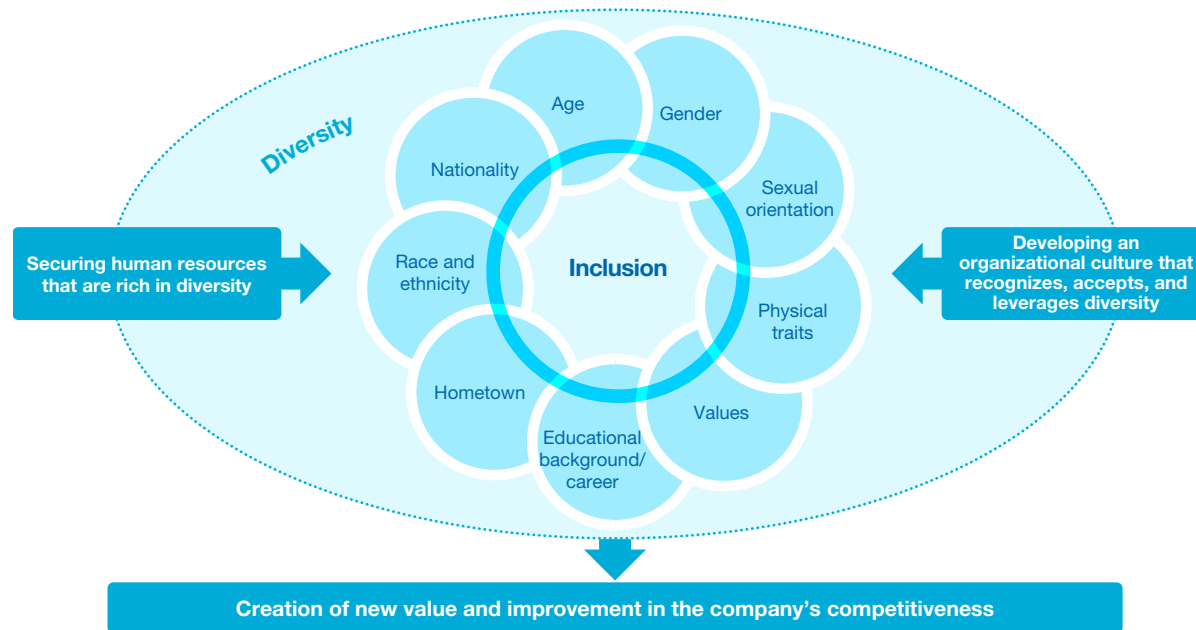 Diversity
Age
Gender
Nationality
Sexual
orientation
Race and
ethnicity
Inclusion
Physical
traits
Hometown
Values
Educational
background/
career
Securing human resources
that are rich in diversity
Developing an
organizational culture that
recognizes, accepts, and
leverages diversity
Creation of new value and improvement in the company’s competitiveness